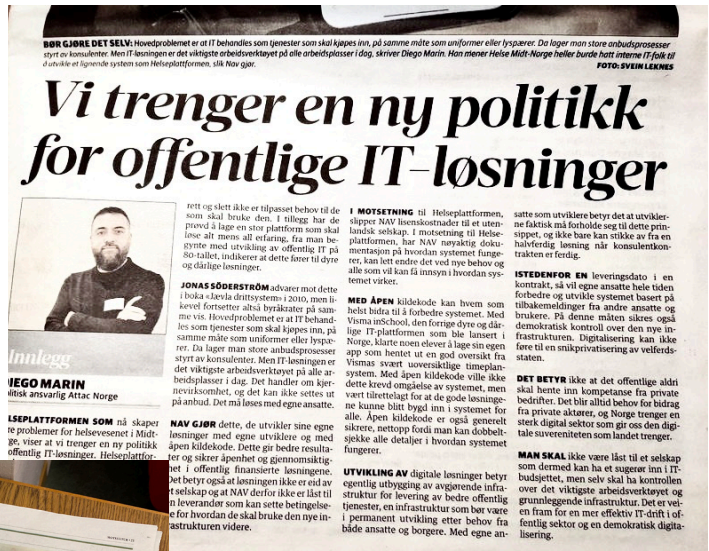 BØR GJØRE DET SELV: Hovedproblemet er at IT behandles som tjenester som skal kjøpes inn, på samme måte som uniformer eller lyspærer. Da lager man store anbudsprosesser
styrt av konsulenter. Men IT-løsningen er det viktigste arbeidsverktøyet på alle arbeidsplasser i dag, skriver Diego Marin. Han mener Helse Midt-Norge heller burde hatt interne IT-folk til
å utvikle et lignende system som Helseplattformen, slik Nav gjør.
FOTO: SVEIN LEKNES
Vi trenger en ny politikk
for offentlige IT-løsninger
Innlegg
DIEGO MARIN
litisk ansvarlig Attac Norge
LSEPLATTFORMEN SOM nå skaper
re problemer for helsevesenet i Midt-
ge, viser at vi trenger en ny politikk
offentlig IT-løsninger. Helseplattfor-
rett og slett ikke er tilpasset behov til de
som skal bruke den. I tillegg har de
prøvd å lage en stor plattform som skal
løse alt mens all erfaring, fra man be-
gynte med utvikling av offentlig IT på
80-tallet, indikerer at dette fører til dyre
og dårlige løsninger.
JONAS SÖDERSTRÖM advarer mot dette
i boka «Jævla drittsystem» i 2010, men li-
kevel fortsetter altså byråkrater på sam-
me vis. Hovedproblemet er at IT behand-
les som tjenester som skal kjøpes inn, på
samme måte som uniformer eller lyspæ-
rer. Da lager man store anbudsprosesser
styrt av konsulenter. Men IT-løsningen er
det viktigste arbeidsverktøyet på alle ar-
beidsplasser i dag. Det handler om kjer-
nevirksomhet, og det kan ikke settes ut
på anbud. Det må løses med egne ansatte.
NAV GJØR dette, de utvikler sine egne
løsninger med egne utviklere og med
åpen kildekode. Dette gir bedre resulta-
ter og sikrer åpenhet og gjennomsiktig-
het i offentlig finansierte løsningene.
Det betyr også at løsningen ikke er eid av
et selskap og at NAV derfor ikke er låst til
en leverandør som kan sette betingelse-
e for hvordan de skal bruke den nye in-
rastrukturen videre.
I MOTSETNING til Helseplattformen,
slipper NAV lisenskostnader til et uten-
landsk selskap. I motsetning til Helse-
plattformen, har NAV nøyaktig doku-
mentasjon på hvordan systemet funge-
rer, kan lett endre det ved nye behov og
alle som vil kan få innsyn i hvordan sys-
temet virker.
MED ÅPEN kildekode kan hvem som
helst bidra til å forbedre systemet. Med
Visma inSchool, den forrige dyre og dår-
lige IT-plattformen som ble lansert i
Norge, klarte noen elever å lage sin egen
app som hentet ut en god oversikt fra
Vismas svært uoversiktlige timeplan-
system. Med åpen kildekode ville ikke
dette krevd omgåelse av systemet, men
vært tilrettelagt for at de gode løsninge-
ne kunne blitt bygd inn i systemet for
alle. Åpen kildekode er også generelt
sikrere, nettopp fordi man kan dobbelt-
sjekke alle detaljer i hvordan systemet
fungerer.
UTVIKLING AV digitale løsninger betyr
egentlig utbygging av avgjørende infra-
struktur for levering av bedre offentlig
tjenester, en infrastruktur som bør være
i permanent utvikling etter behov fra
både ansatte og borgere. Med egne an-
satte som utviklere betyr det at utvikler-
ne faktisk må forholde seg til dette prin-
sippet, og ikke bare kan stikke av fra en
halvferdig løsning når konsulentkon-
trakten er ferdig.
ISTEDENFOR EN leveringsdato i en
kontrakt, så vil egne ansatte hele tiden
forbedre og utvikle systemet basert på
tilbakemeldinger fra andre ansatte og
brukere. På denne måten sikres også
demokratisk kontroll over den nye in-
frastrukturen. Digitalisering kan ikke
føre til en snikprivatisering av velferds-
staten.
DET BETYR ikke at det offentlige aldri
skal hente inn kompetanse fra private
bedrifter. Det blir alltid behov for bidrag
fra private aktører, og Norge trenger en
sterk digital sektor som gir oss den digi-
tale suvereniteten som landet trenger.
MAN SKAL ikke være låst til et selskap
som dermed kan ha et sugerør inn i IT-
budsjettet, men selv skal ha kontrollen
over det viktigste arbeidsverktøyet og
grunnleggende infrastruktur. Det er vei-
en fram for en mer effektiv IT-drift i of-
fentlig sektor og en demokratisk digita-
lisering.